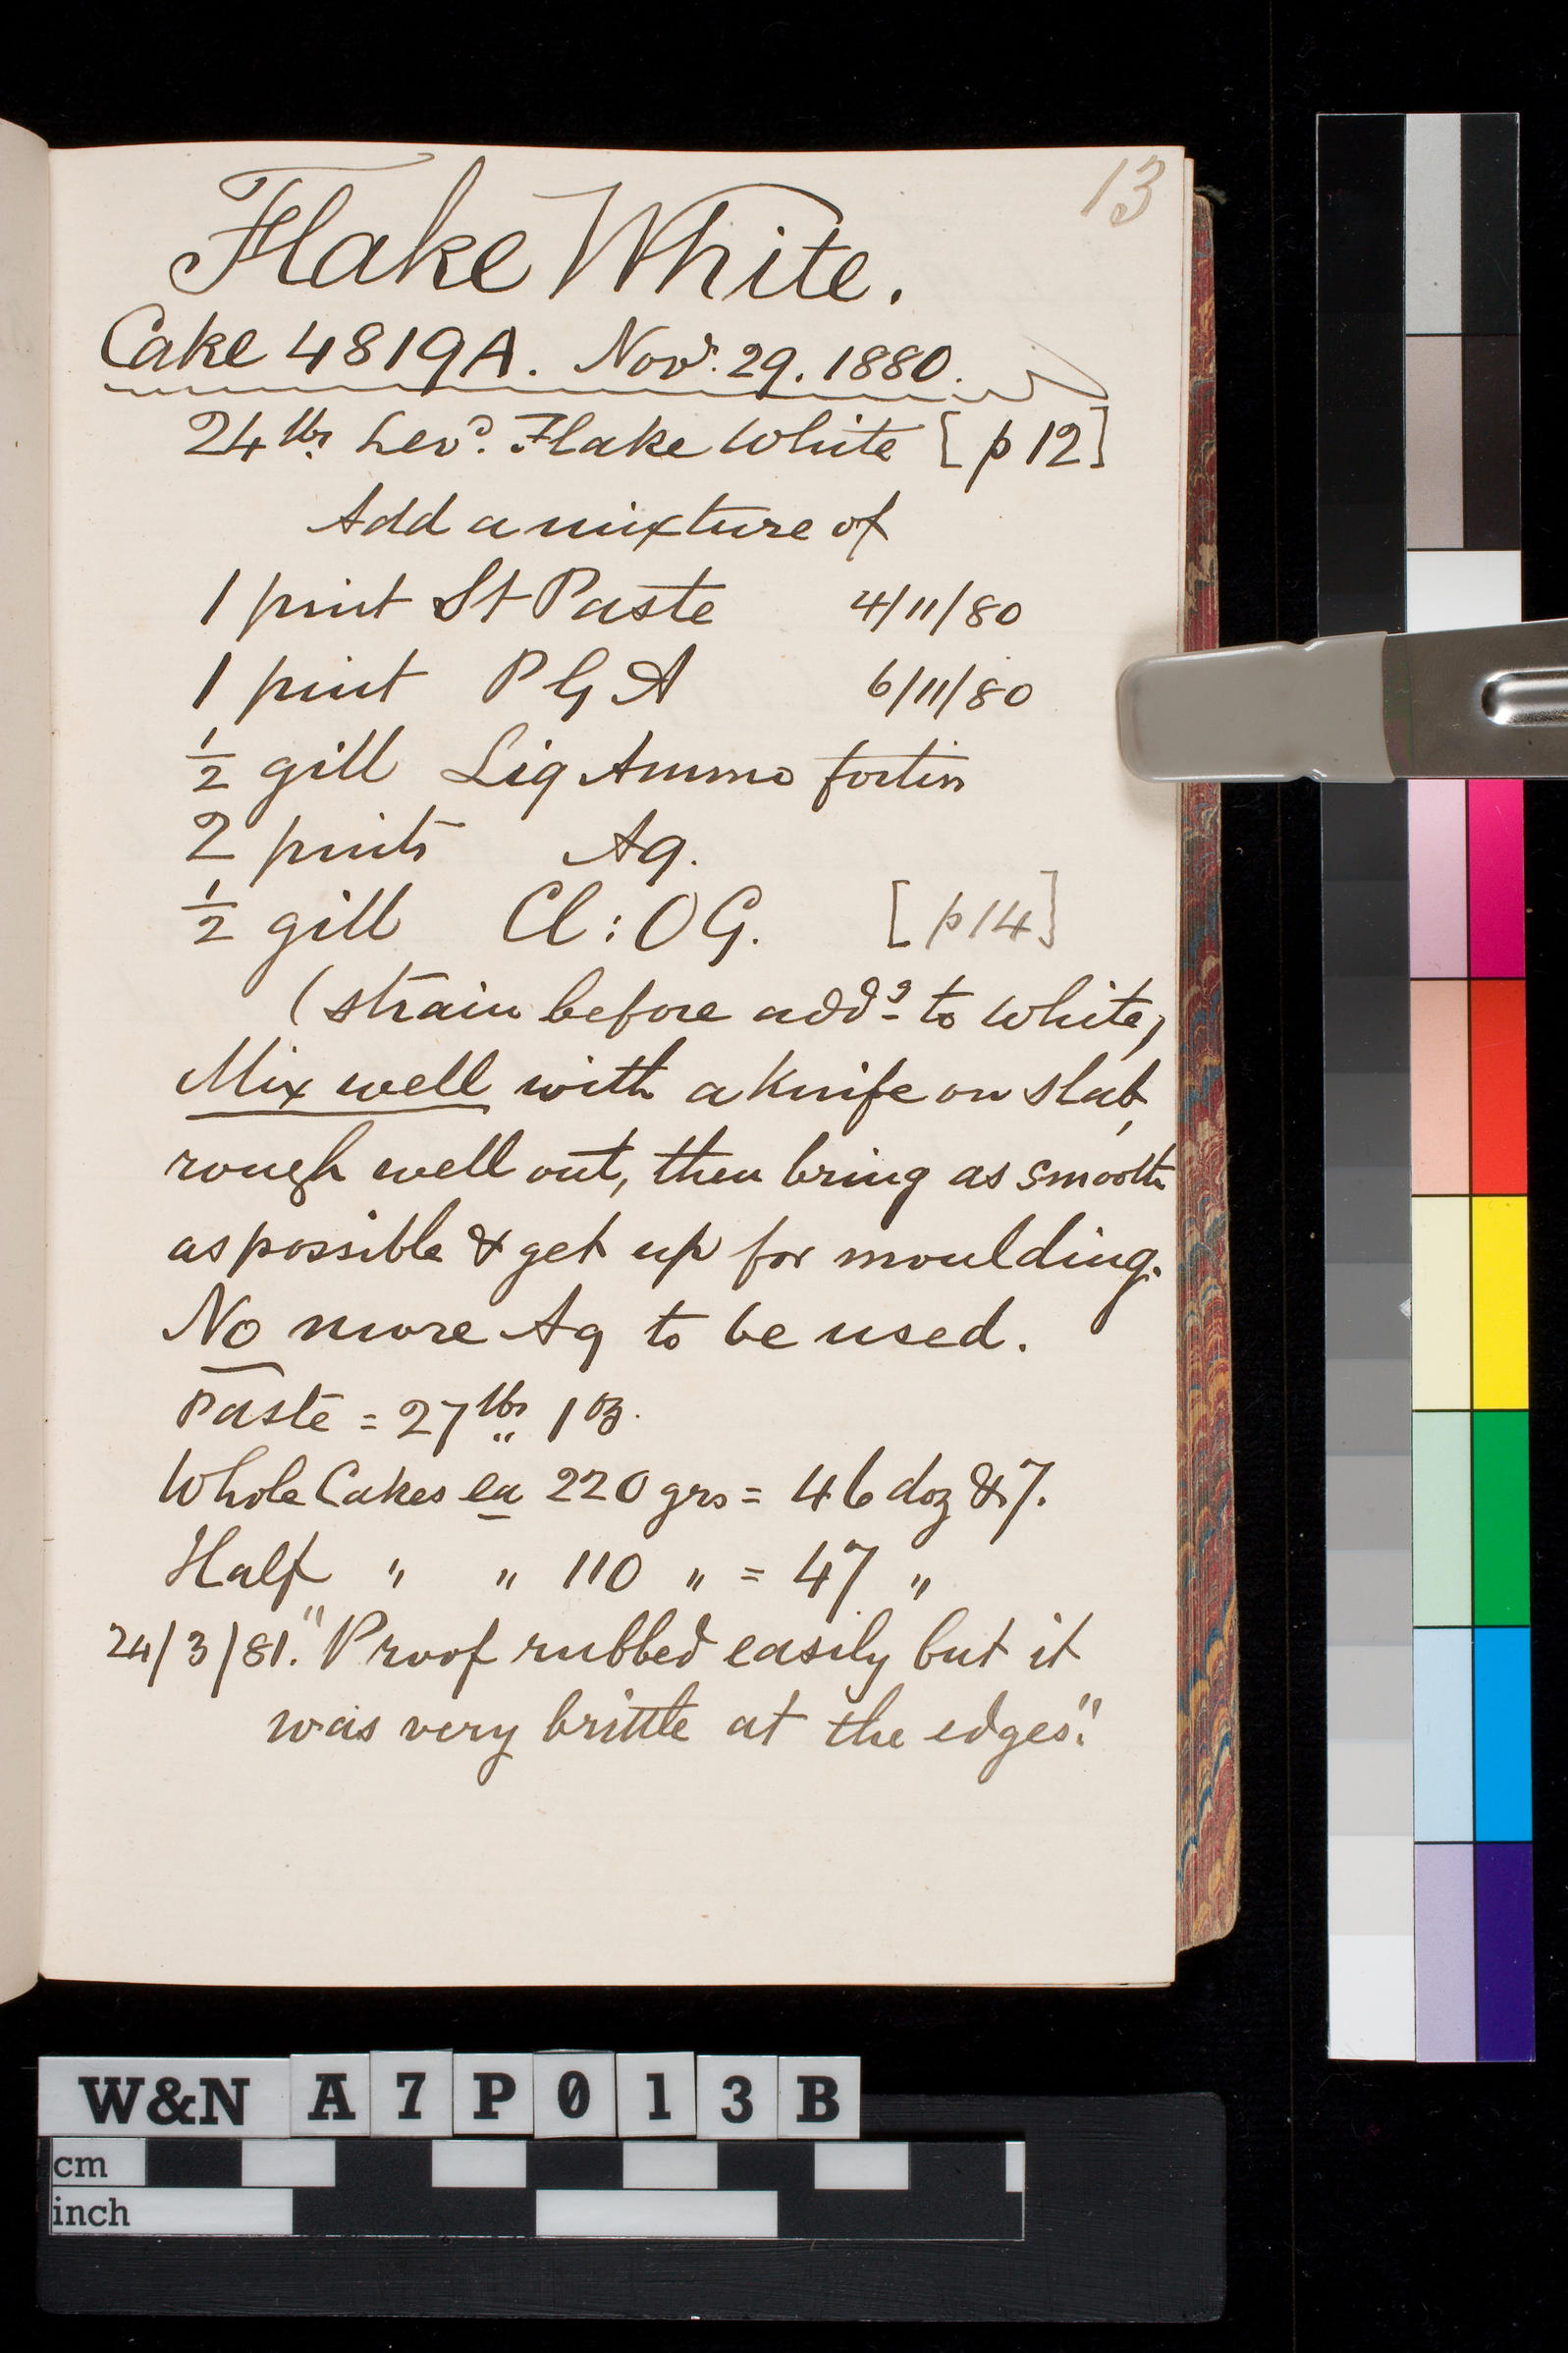 13
Flake White.
Cake 4819A. Novr. 29. 1880.
24 lbs Levd. Flake White [p 12]
Add a mixture of
1 pint St Paste 4/11/80
1 pint P G A 6/11/80
½ gill Liq Ammo fortis
2 pints Aq.
½ gill Cl: O G. [p 14]
(strain before addg to White)
Mix well with a Knife on slab,
rough well out, then bring as smooth
as possible & get up for moulding.
No more Aq to be used.
Paste = 27 lbs 1 oz.
Whole Cakes ea 220 grs = 46 doz & 7.
Half " " 110 " = 47 "
24/3/81. "Proof rubbed easily but it
was very brittle at the edges."
W&N A 7 P 0 1 3 B
cm
inch